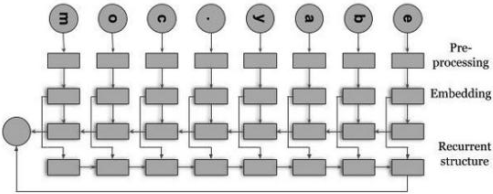 m o c . y a b e
Pre-
processing
Embedding
Recurrent
structure